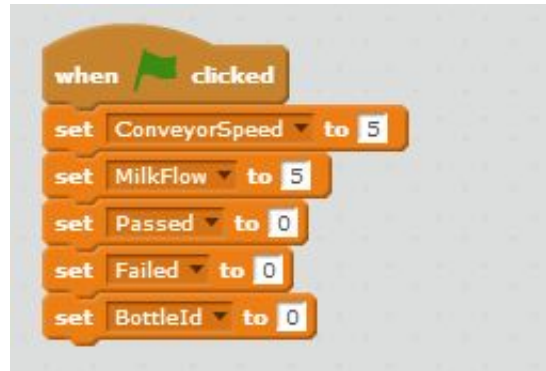 when clicked
set ConveyorSpeed to 5
set MilkFlow to 5
set Passed to 0
set Failed to 0
set BottleId to 0